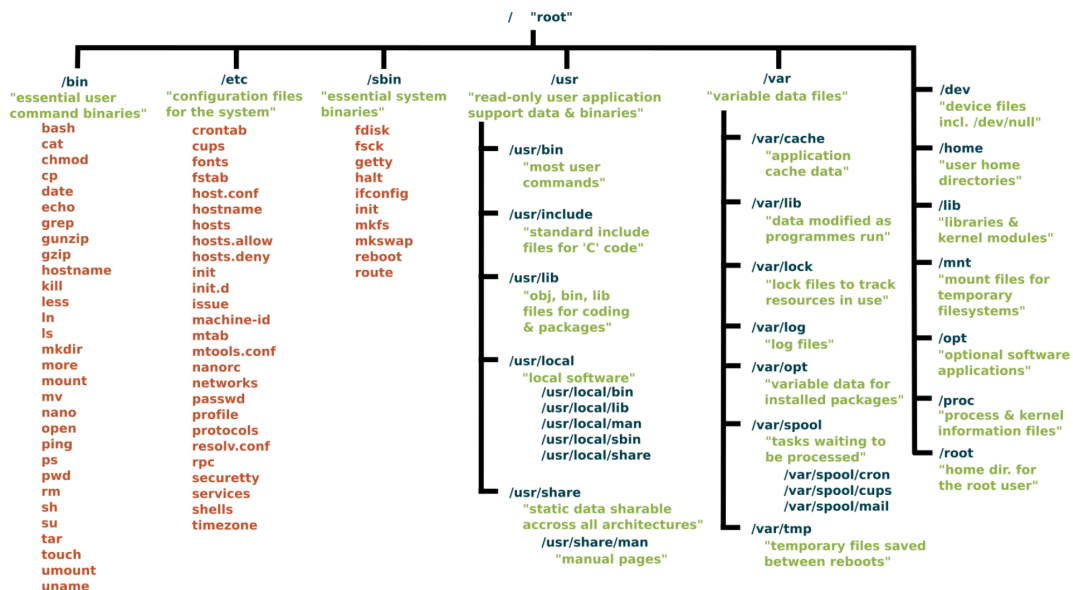 / "root"
/bin
"essential user
command binaries"
bash
cat
chmod
cp
date
echo
grep
gunzip
gzip
hostname
kill
less
ln
ls
mkdir
more
mount
mv
nano
open
ping
ps
pwd
rm
sh
su
tar
touch
umount
uname
/etc
"configuration files
for the system"
crontab
cups
fonts
fstab
host.conf
hostname
hosts
hosts.allow
hosts.deny
init
init.d
issue
machine-id
mtab
mtools.conf
nanorc
networks
passwd
profile
protocols
resolv.conf
rpc
securetty
services
shells
timezone
/sbin
"essential system
binaries"
fdisk
fsck
getty
halt
ifconfig
init
mkfs
mkswap
reboot
route
/usr
"read-only user application
support data & binaries"
/usr/bin
"most user
commands"
/usr/include
"standard include
files for 'C' code"
/usr/lib
"obj, bin, lib
files for coding
& packages"
/usr/local
"local software"
/usr/local/bin
/usr/local/lib
/usr/local/man
/usr/local/sbin
/usr/local/share
/usr/share
"static data sharable
accross all architectures"
/usr/share/man
"manual pages"
/var
"variable data files"
/var/cache
"application
cache data"
/var/lib
"data modified as
programmes run"
/var/lock
"lock files to track
resources in use"
/var/log
"log files"
/var/opt
"variable data for
installed packages"
/var/spool
"tasks waiting to
be processed"
/var/spool/cron
/var/spool/cups
/var/spool/mail
/var/tmp
"temporary files saved
between reboots"
/dev
"device files
incl. /dev/null"
/home
"user home
directories"
/lib
"libraries &
kernel modules"
/mnt
"mount files for
temporary
filesystems"
/opt
"optional software
applications"
/proc
"process & kernel
information files"
/root
"home dir. for
the root user"